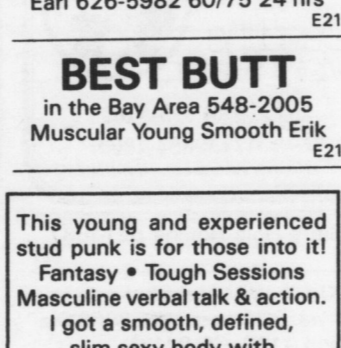 Earl 626-5982 60/75 24 hrs
E21
BEST BUTT
in the Bay Area 548-2005
Muscular Young Smooth Erik
E21
This young and experienced
stud punk is for those into it!
Fantasy • Tough Sessions
Masculine verbal talk & action.
I got a smooth, defined,
slim sexy body with